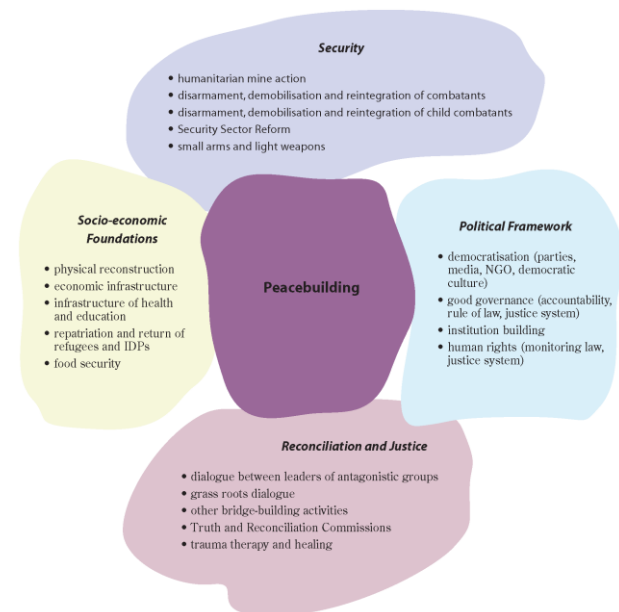 Security
• humanitarian mine action
• disarmament, demobilisation and reintegration of combatants
• disarmament, demobilisation and reintegration of child combatants
• Security Sector Reform
• small arms and light weapons
Socio-economic
Foundations
• physical reconstruction
• economic infrastructure
• infrastructure of health
and education
• repatriation and return of
refugees and IDPs
• food security
Peacebuilding
Political Framework
• democratisation (parties,
media, NGO, democratic
culture)
• good governance (accountability,
rule of law, justice system)
• institution building
• human rights (monitoring law,
justice system)
Reconciliation and Justice
• dialogue between leaders of antagonistic groups
• grass roots dialogue
• other bridge-building activities
• Truth and Reconciliation Commissions
• trauma therapy and healing